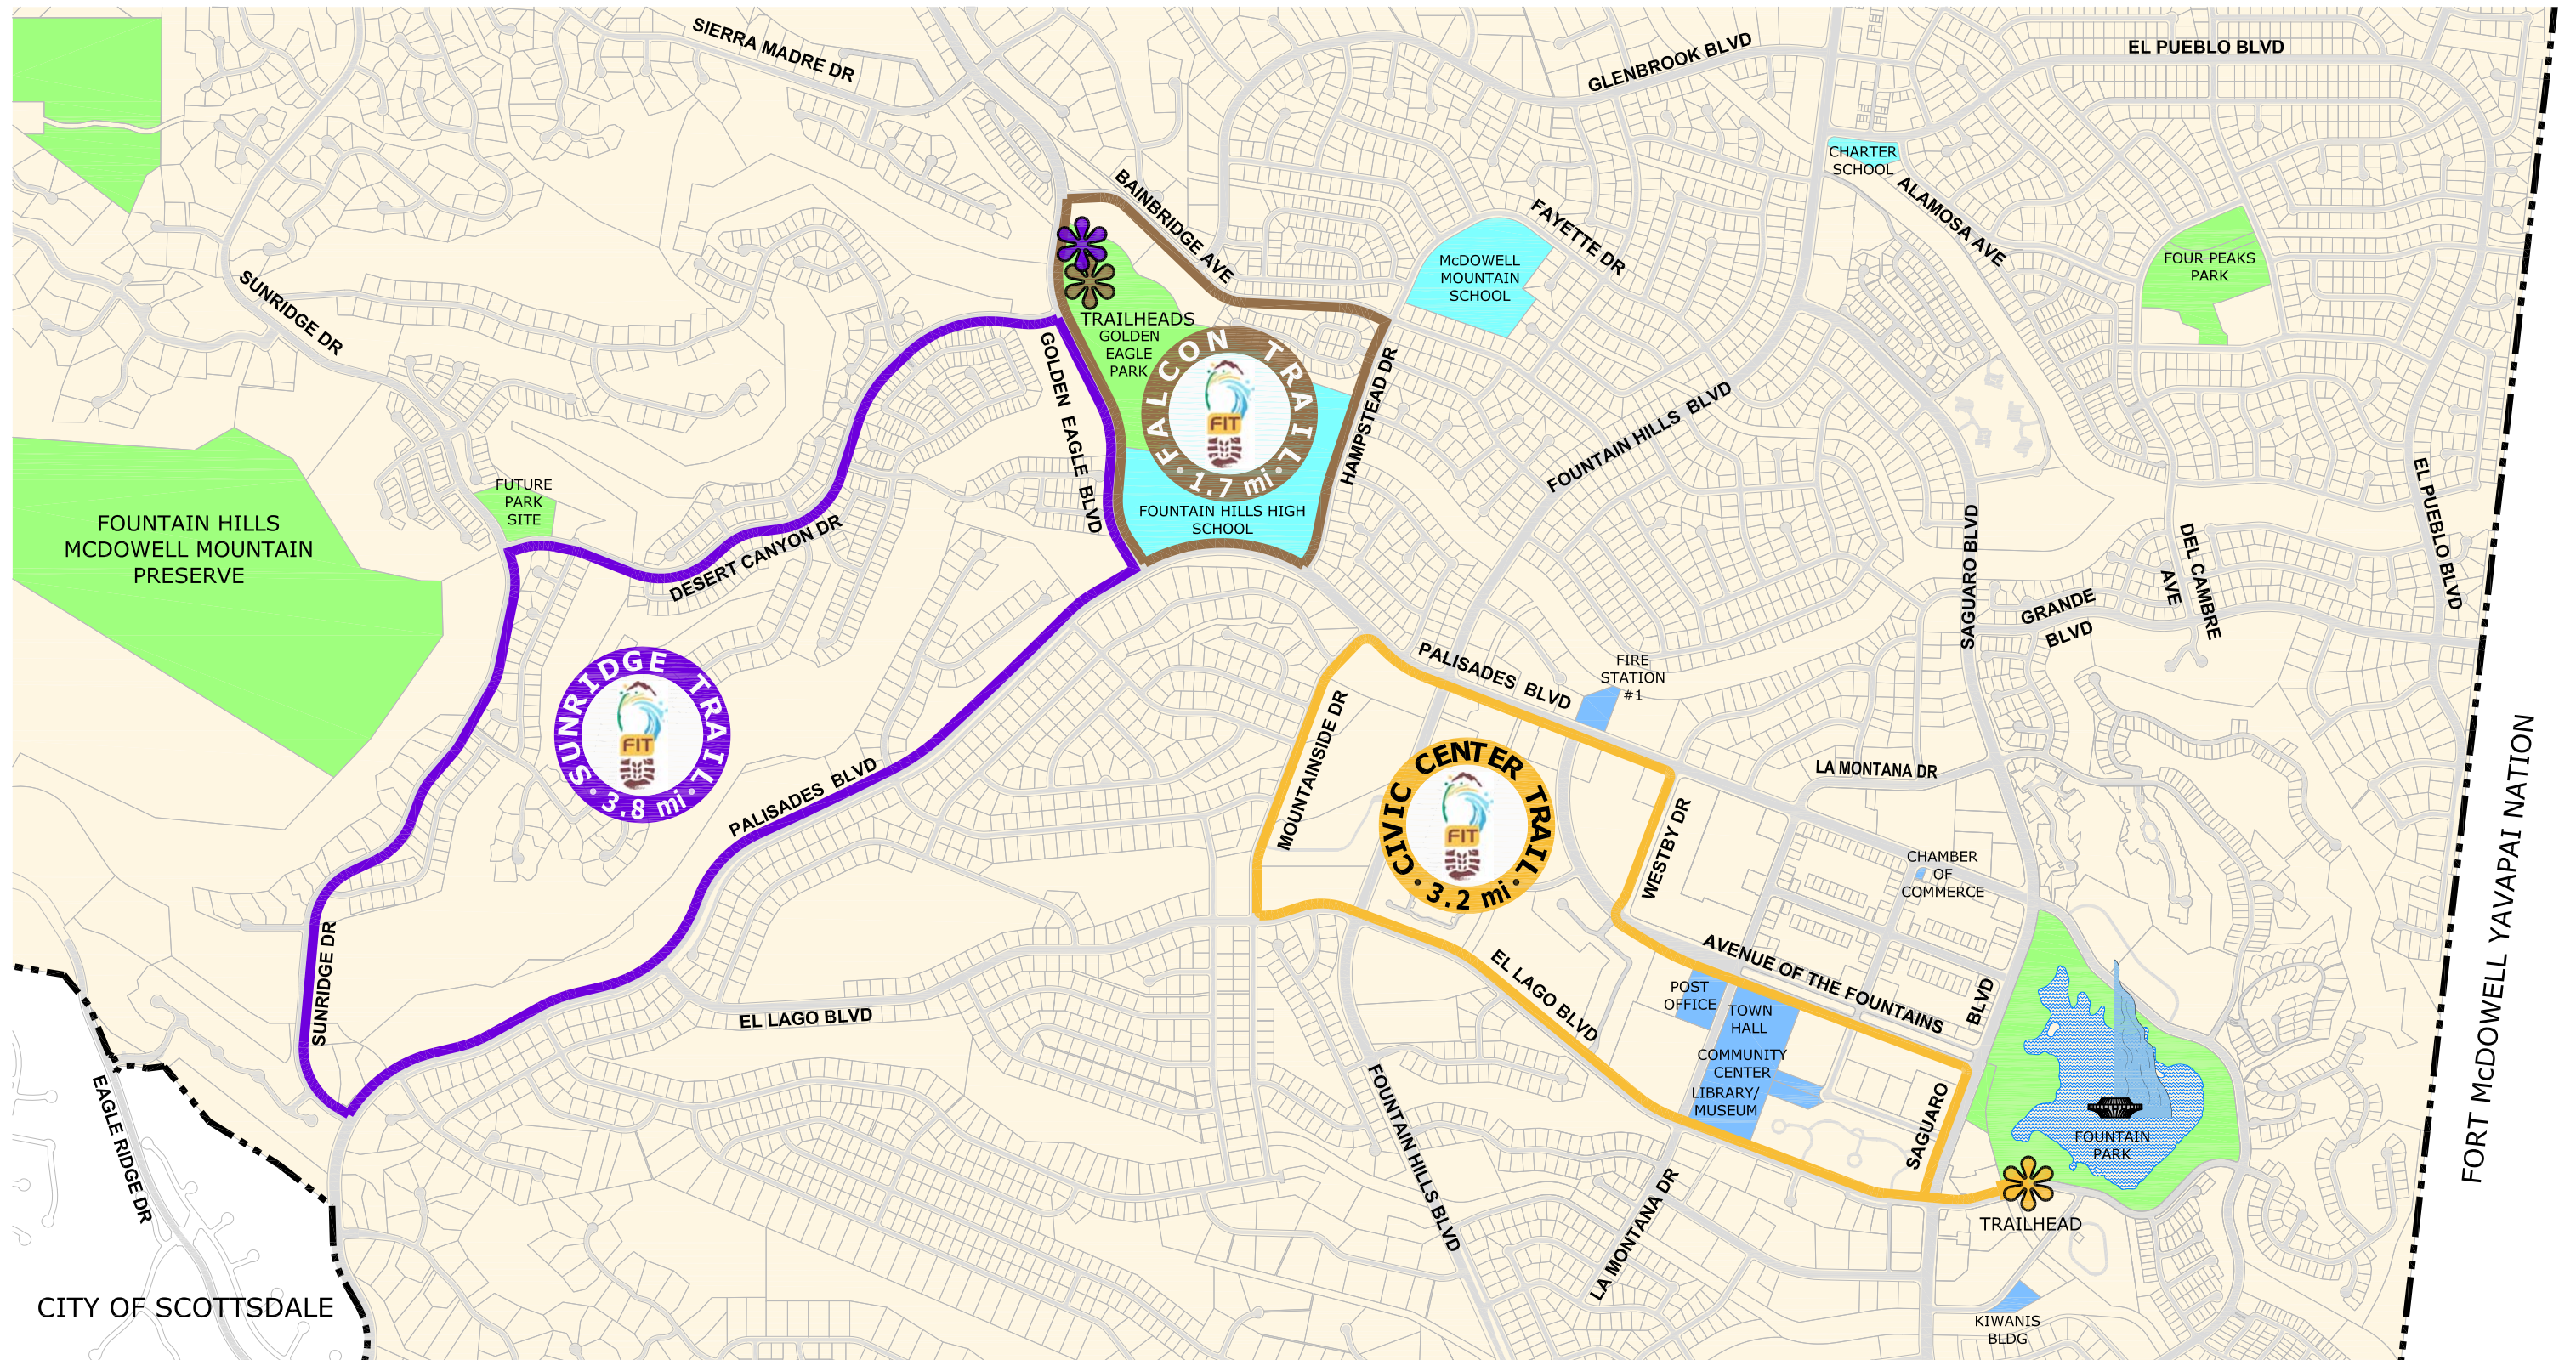 SIERRA MADRE DR
GLENBROOK BLVD
EL PUEBLO BLVD
CHARTER
SCHOOL
ALAMOSA AVE
BAINBRIDGE AVE
FAYETTE DR
McDOWELL
MOUNTAIN
SCHOOL
FOUR PEAKS
PARK
SUNRIDGE DR
TRAILHEADS
GOLDEN
EAGLE
PARK
GOLDEN EAGLE BLVD
FALCON TRAIL
FIT
1.7 mi
HAMPSTEAD DR
FOUNTAIN HILLS BLVD
FOUNTAIN HILLS HIGH
SCHOOL
FUTURE
PARK
SITE
FOUNTAIN HILLS
MCDOWELL MOUNTAIN
PRESERVE
DESERT CANYON DR
SAGUARO BLVD
EL PUEBLO BLVD
DEL CAMBRE
AVE
GRANDE
BLVD
SUNRIDGE TRAIL
FIT
3.8 mi
PALISADES BLVD
PALISADES BLVD
FIRE
STATION
#1
MOUNTAINSIDE DR
CIVIC CENTER TRAIL
FIT
3.2 mi
WESTBY DR
LA MONTANA DR
CHAMBER
OF
COMMERCE
FORT McDOWELL YAVAPAI NATION
SUNRIDGE DR
EL LAGO BLVD
EL LAGO BLVD
AVENUE OF THE FOUNTAINS
BLVD
POST
OFFICE
TOWN
HALL
COMMUNITY
CENTER
LIBRARY/
MUSEUM
SAGUARO
FOUNTAIN
PARK
TRAILHEAD
EAGLE RIDGE DR
FOUNTAIN HILLS BLVD
LA MONTANA DR
CITY OF SCOTTSDALE
KIWANIS
BLDG